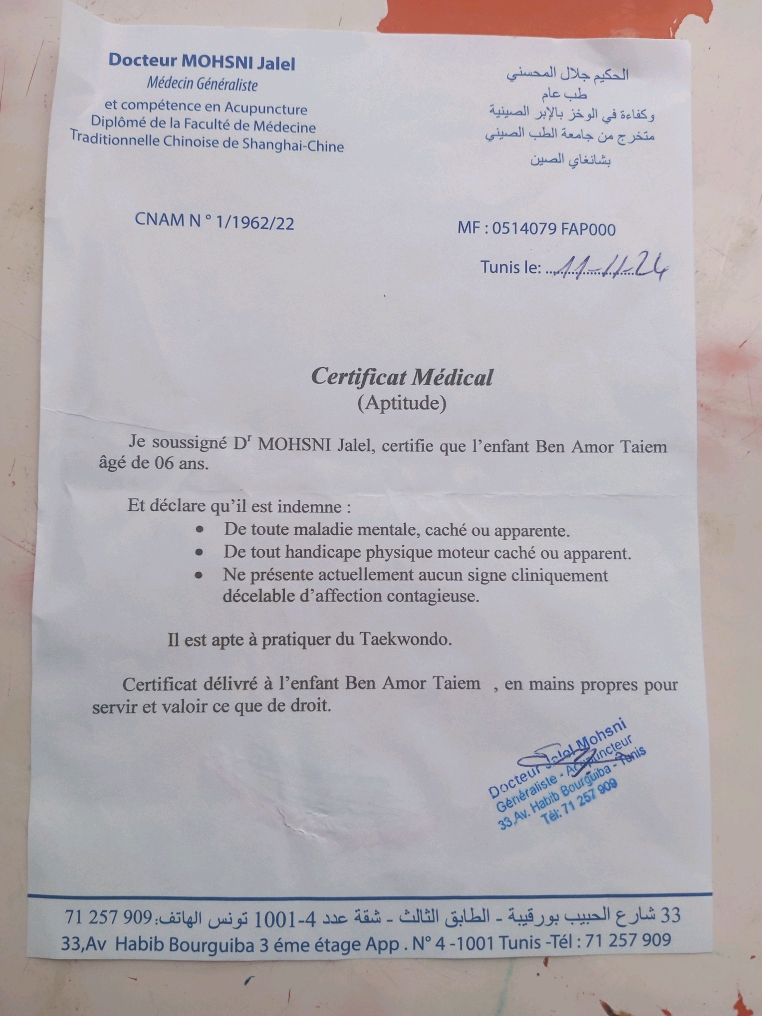 Docteur MOHSNI Jalel
Médecin Généraliste
et compétence en Acupuncture
Diplômé de la Faculté de Médecine
Traditionnelle Chinoise de Shanghai-Chine
الحكيم جلال المحسني
طب عام
وكفاءة في الوخز بالإبر الصينية
متخرج من جامعة الطب الصيني
بشانغاي الصين
CNAM N ° 1/1962/22
MF : 0514079 FAP000
Tunis le: 11-11-24
Certificat Médical
(Aptitude)
Je soussigné Dr MOHSNI Jalel, certifie que l'enfant Ben Amor Taiem
âgé de 06 ans.
Et déclare qu'il est indemne :
• De toute maladie mentale, caché ou apparente.
• De tout handicape physique moteur caché ou apparent.
• Ne présente actuellement aucun signe cliniquement
décelable d'affection contagieuse.
Il est apte à pratiquer du Taekwondo.
Certificat délivré à l'enfant Ben Amor Taiem , en mains propres pour
servir et valoir ce que de droit.
Docteur Jalel Mohsni
Généraliste - Acupuncteur
33,Av. Habib Bourguiba - Tunis
Tél: 71 257 909
33 شارع الحبيب بورقيبة - الطابق الثالث - شقة عدد 4-1001 تونس الهاتف: 909 257 71
33,Av Habib Bourguiba 3 éme étage App . N° 4 -1001 Tunis -Tél : 71 257 909